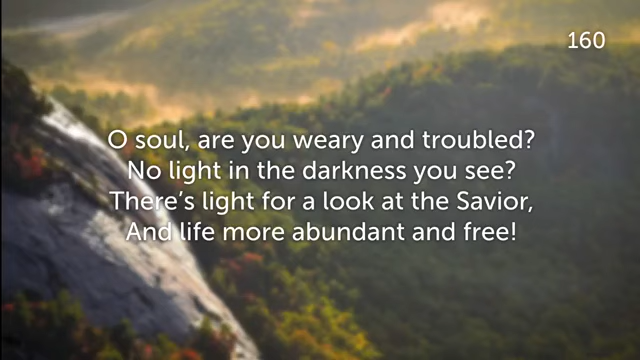 160
O soul, are you weary and troubled?
No light in the darkness you see?
There’s light for a look at the Savior,
And life more abundant and free!